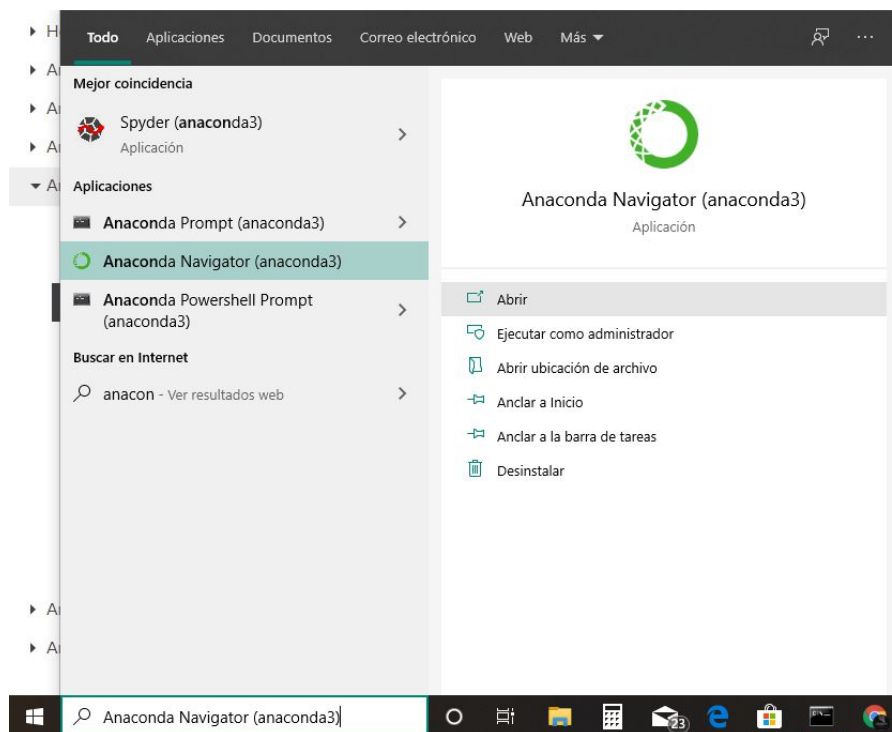 H
Todo Aplicaciones Documentos Correo electrónico Web Más
A
Mejor coincidencia
A
Spyder (anaconda3)
A
Aplicación
A
Aplicaciones
Anaconda Prompt (anaconda3)
Anaconda Navigator (anaconda3)
Anaconda Powershell Prompt
(anaconda3)
Buscar en Internet
anacon - Ver resultados web
Anaconda Navigator (anaconda3)
Aplicación
Abrir
Ejecutar como administrador
Abrir ubicación de archivo
Anclar a Inicio
Anclar a la barra de tareas
Desinstalar
A
A
Anaconda Navigator (anaconda3)
23